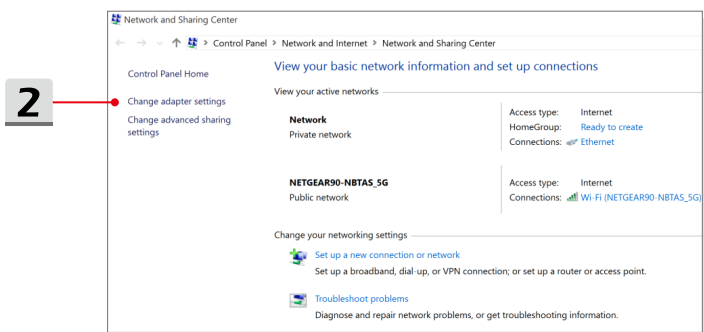 Network and Sharing Center
Control Panel > Network and Internet > Network and Sharing Center
Control Panel Home
View your basic network information and set up connections
View your active networks
2
Change adapter settings
Change advanced sharing
settings
Network
Private network
Access type: Internet
HomeGroup: Ready to create
Connections: Ethernet
NETGEAR90-NBTAS_5G
Public network
Access type: Internet
Connections: Wi-Fi (NETGEAR90-NBTAS_5G)
Change your networking settings
Set up a new connection or network
Set up a broadband, dial-up, or VPN connection; or set up a router or access point.
Troubleshoot problems
Diagnose and repair network problems, or get troubleshooting information.